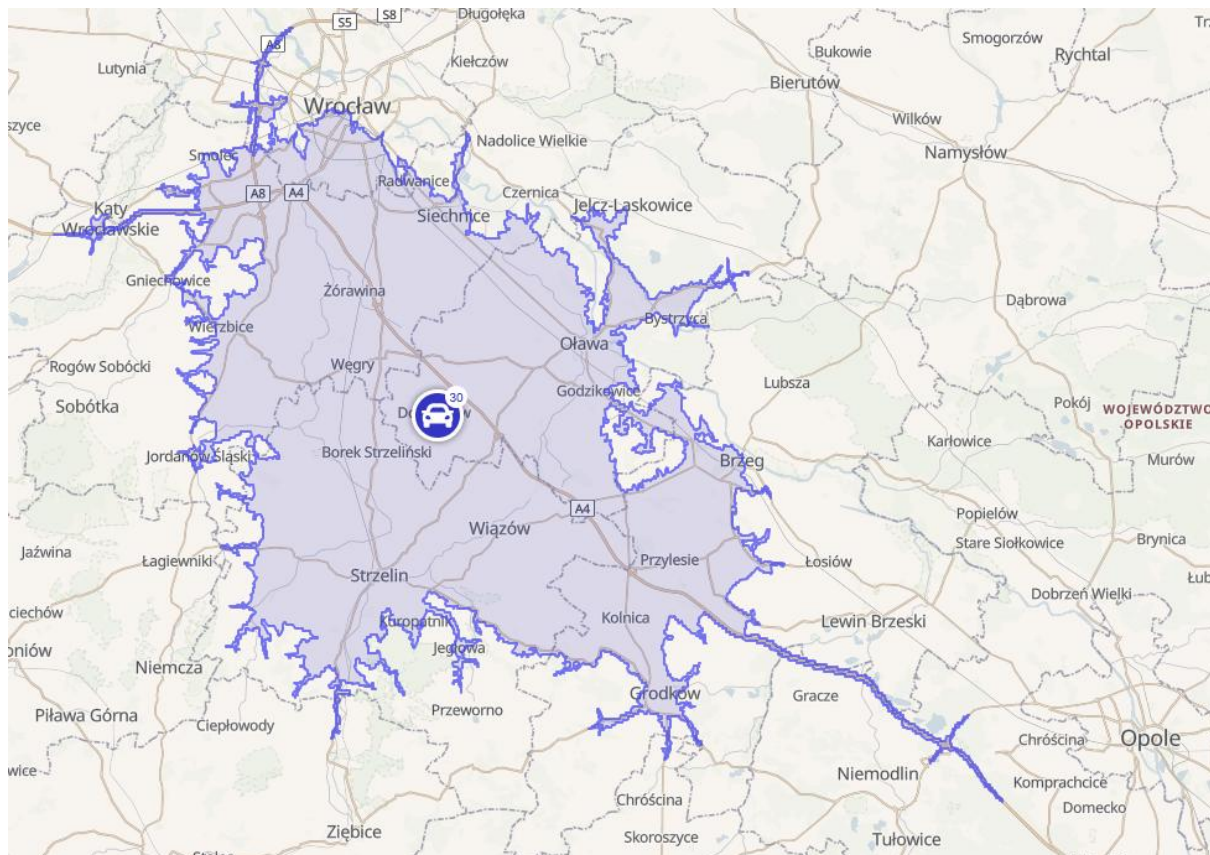 S5
S8
Długołęka
Smogorzów
A8
Bukowie
Rychtal
Lutynia
Kiełczów
Bierutów
Wrocław
Wilków
Nadolice Wielkie
Namysłów
Smolec
Radwanice
A8
A4
Czernica
Kąty
Wrocławskie
Siechnice
Jelcz-Laskowice
Gniechowice
Żórawina
Dąbrowa
Wierzbice
Bystrzyca
Oława
Rogów Sobócki
Węgry
Lubsza
Godzikowice
Sobótka
30
Pokój
WOJEWÓDZTWO
OPOLSKIE
Karłowice
Jordanów Śląski
Borek Strzeliński
Brzeg
Murów
A4
Wiązów
Popielów
Stare Siołkowice
Brynica
Jaźwina
Łagiewniki
Przylesie
Łosiów
Strzelin
Dobrzeń Wielki
Kolnica
Lewin Brzeski
Kuropatnik
Jegłowa
Niemcza
Grodków
Gracze
Piława Górna
Ciepłowody
Przeworno
Chróścina
Opole
Niemodlin
Komprachcice
Chróścina
Domecko
Ziębice
Skoroszyce
Tułowice